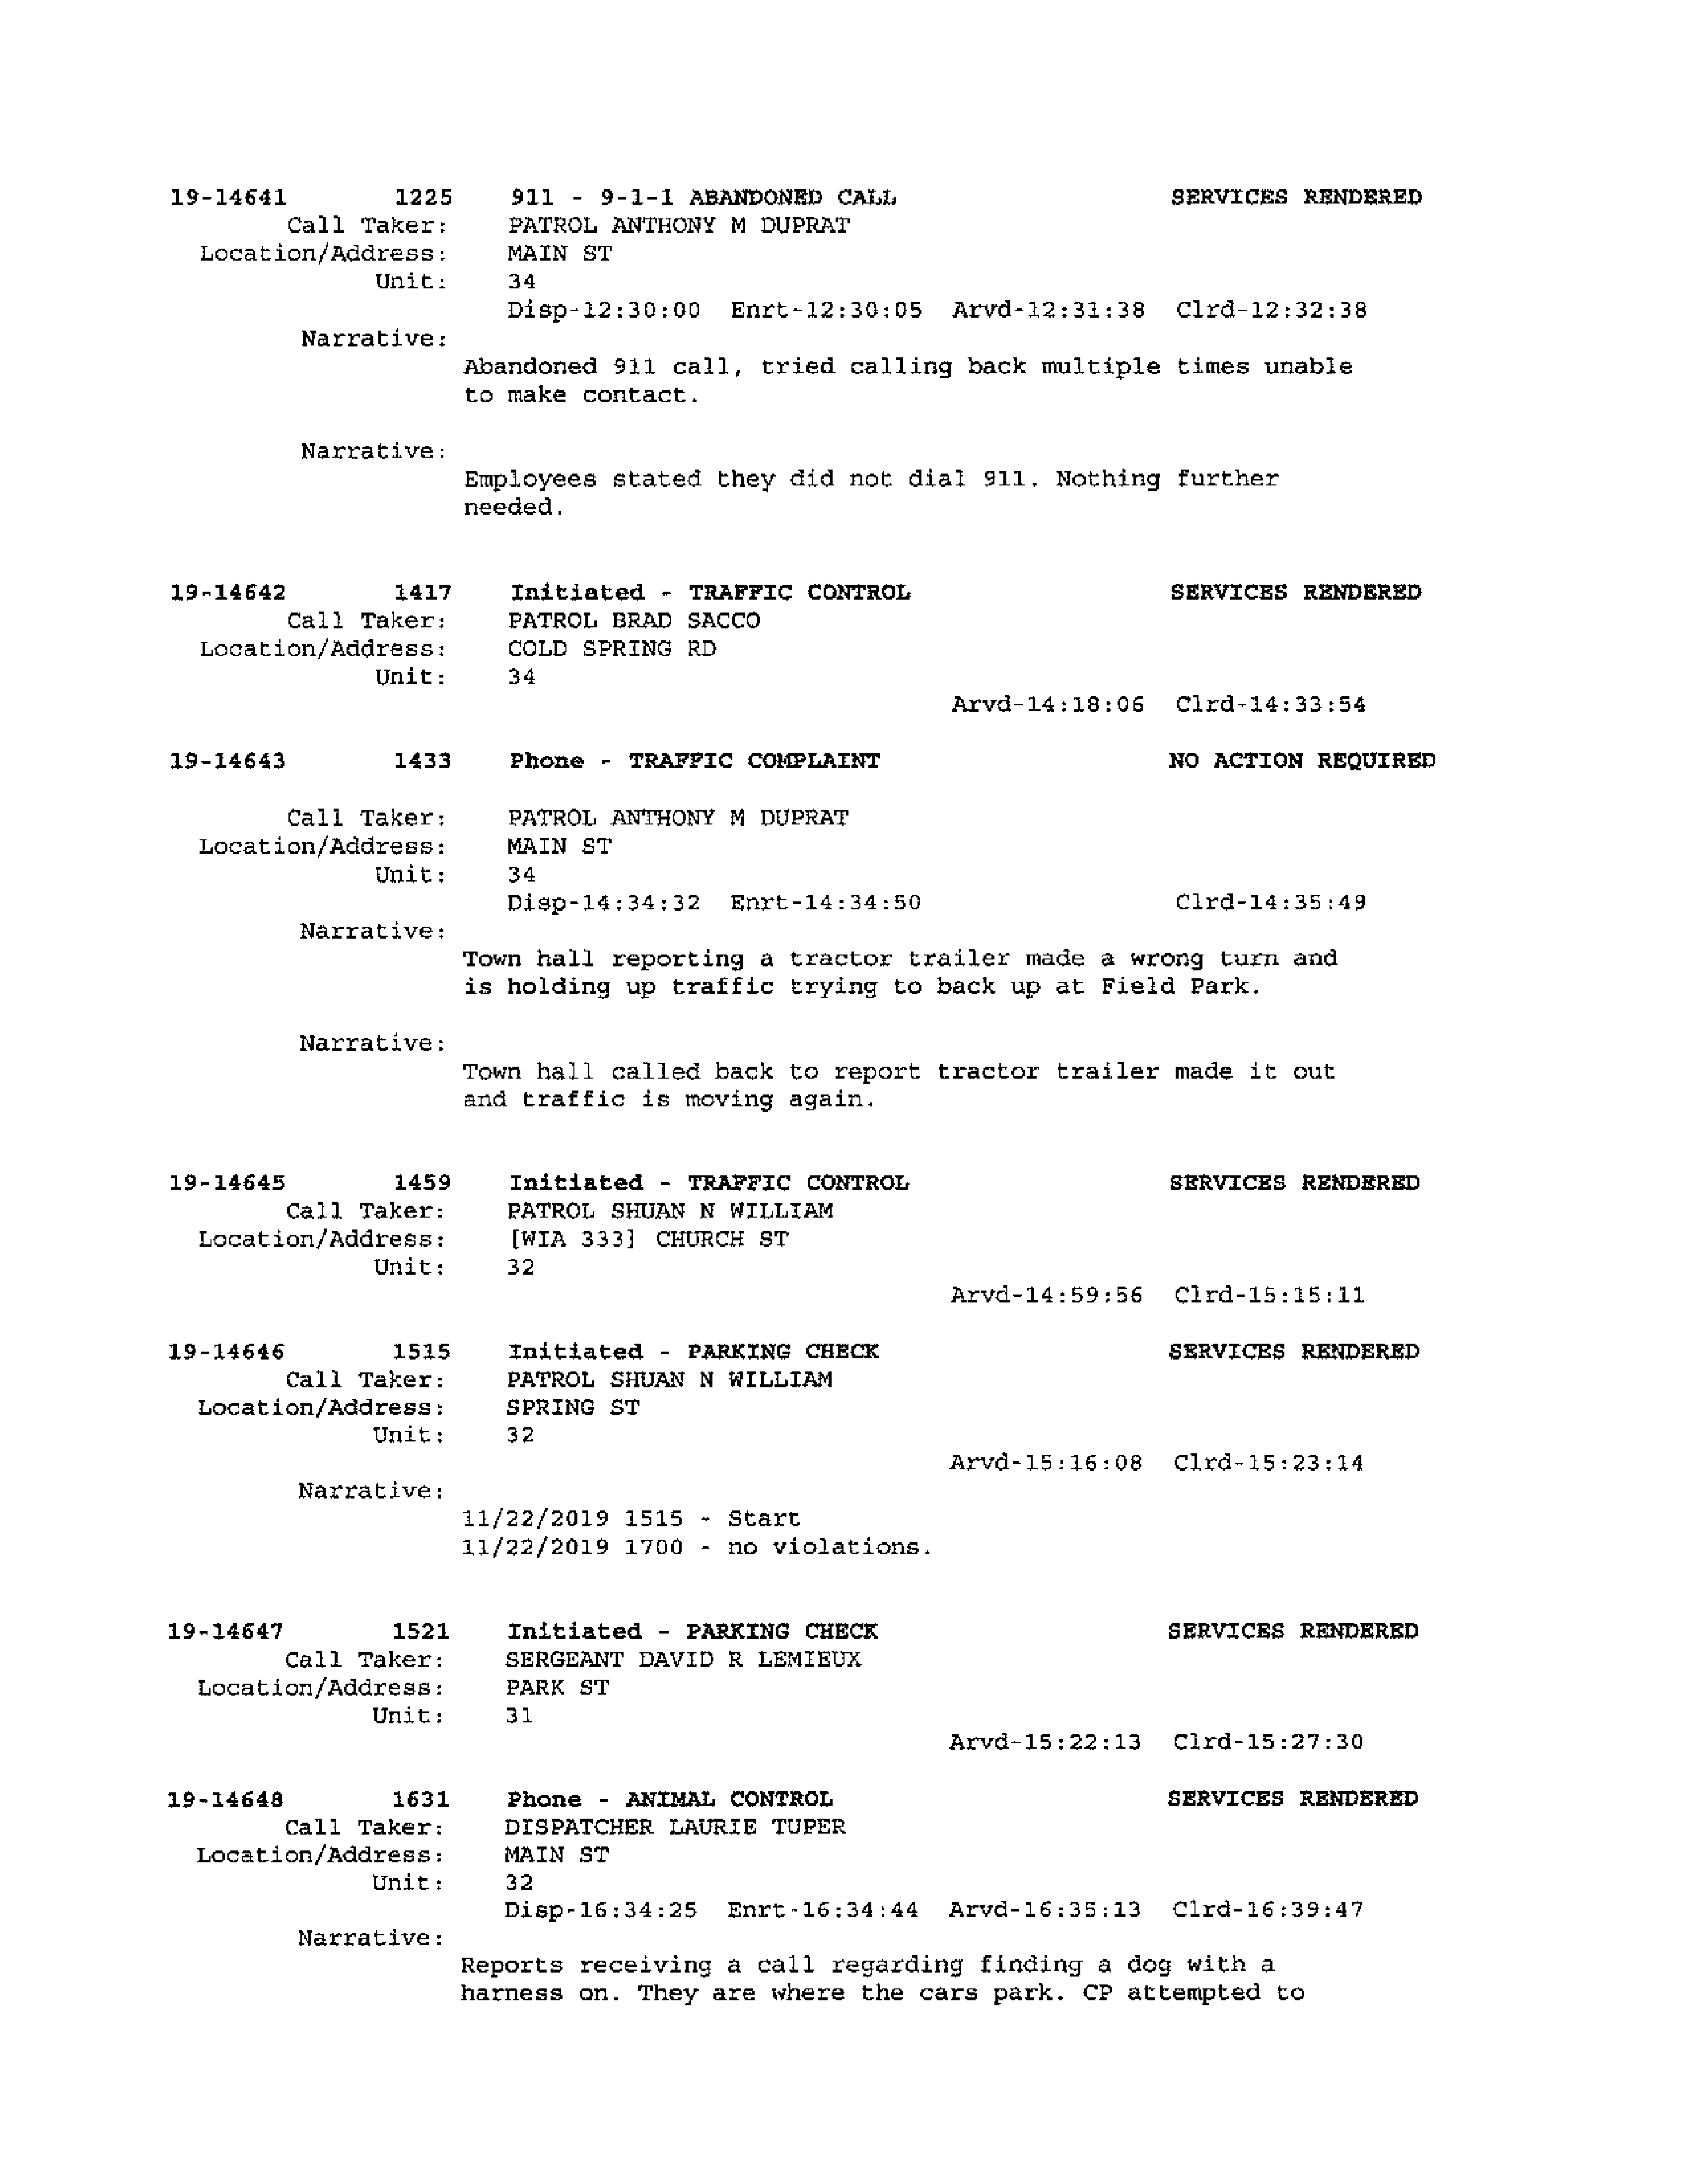 19-14641 1225 911 - 9-1-1 ABANDONED CALL SERVICES RENDERED
Call Taker: PATROL ANTHONY M DUPRAT
Location/Address: MAIN ST
Unit: 34
Disp-12:30:00 Enrt-12:30:05 Arvd-12:31:38 Clrd-12:32:38
Narrative:
Abandoned 911 call, tried calling back multiple times unable
to make contact.
Narrative:
Employees stated they did not dial 911. Nothing further
needed.
19-14642 1417 Initiated - TRAFFIC CONTROL SERVICES RENDERED
Call Taker: PATROL BRAD SACCO
Location/Address: COLD SPRING RD
Unit: 34
Arvd-14:18:06 Clrd-14:33:54
19-14643 1433 Phone - TRAFFIC COMPLAINT NO ACTION REQUIRED
Call Taker: PATROL ANTHONY M DUPRAT
Location/Address: MAIN ST
Unit: 34
Disp-14:34:32 Enrt-14:34:50 Clrd-14:35:49
Narrative:
Town hall reporting a tractor trailer made a wrong turn and
is holding up traffic trying to back up at Field Park.
Narrative:
Town hall called back to report tractor trailer made it out
and traffic is moving again.
19-14645 1459 Initiated - TRAFFIC CONTROL SERVICES RENDERED
Call Taker: PATROL SHUAN N WILLIAM
Location/Address: [WIA 333] CHURCH ST
Unit: 32
Arvd-14:59:56 Clrd-15:15:11
19-14646 1515 Initiated - PARKING CHECK SERVICES RENDERED
Call Taker: PATROL SHUAN N WILLIAM
Location/Address: SPRING ST
Unit: 32
Arvd-15:16:08 Clrd-15:23:14
Narrative:
11/22/2019 1515 - Start
11/22/2019 1700 - no violations.
19-14647 1521 Initiated - PARKING CHECK SERVICES RENDERED
Call Taker: SERGEANT DAVID R LEMIEUX
Location/Address: PARK ST
Unit: 31
Arvd-15:22:13 Clrd-15:27:30
19-14648 1631 Phone - ANIMAL CONTROL SERVICES RENDERED
Call Taker: DISPATCHER LAURIE TUPER
Location/Address: MAIN ST
Unit: 32
Disp-16:34:25 Enrt-16:34:44 Arvd-16:35:13 Clrd-16:39:47
Narrative:
Reports receiving a call regarding finding a dog with a
harness on. They are where the cars park. CP attempted to